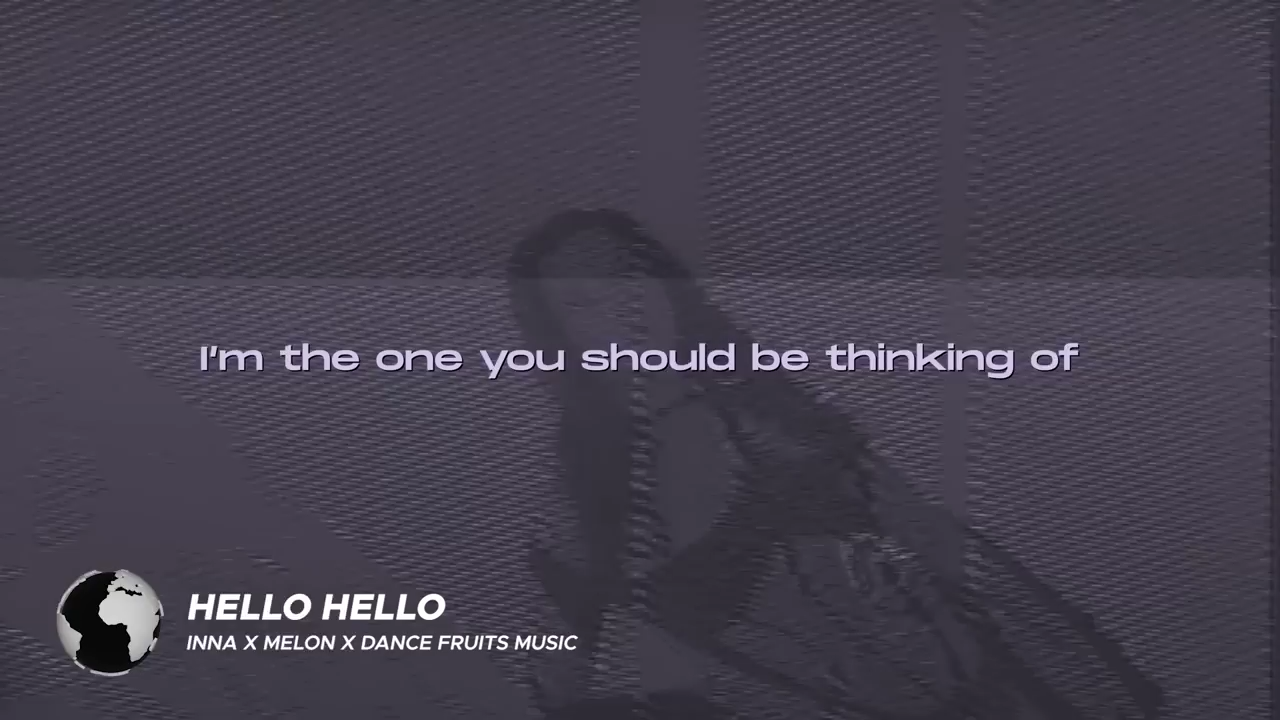 I'm the one you should be thinking of
HELLO HELLO
INNA X MELON X DANCE FRUITS MUSIC